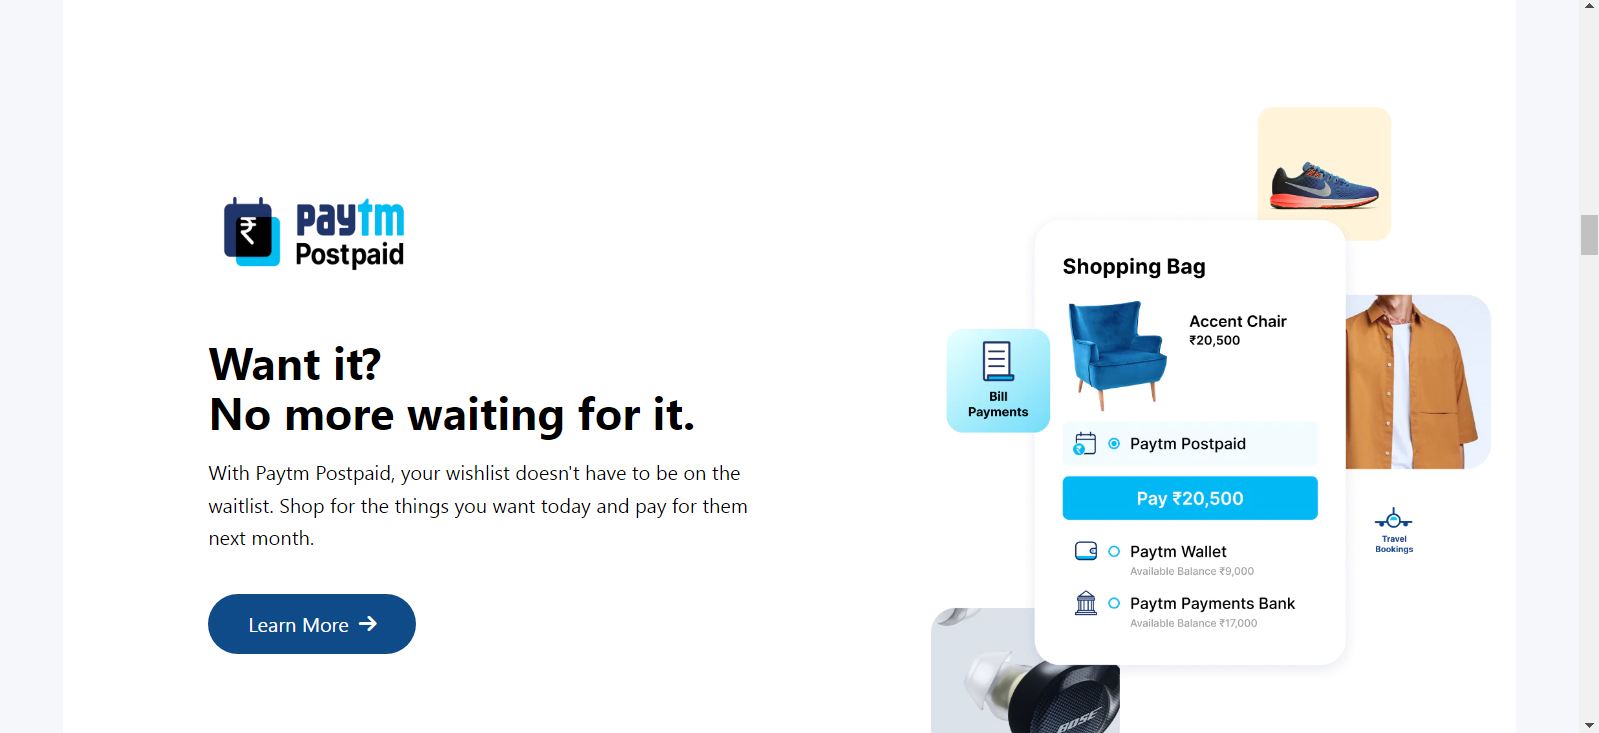 ₹
paytm
Postpaid
Want it?
No more waiting for it.
With Paytm Postpaid, your wishlist doesn't have to be on the
waitlist. Shop for the things you want today and pay for them
next month.
Learn More
Bill
Payments
Shopping Bag
Accent Chair
₹20,500
₹
Paytm Postpaid
Pay ₹20,500
Paytm Wallet
Available Balance ₹9,000
Paytm Payments Bank
Available Balance ₹17,000
Travel
Bookings
BOSE